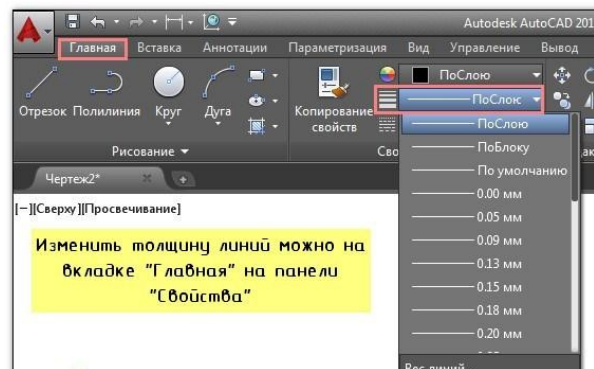 Autodesk AutoCAD 201
Главная Вставка Аннотации Параметризация Вид Управление Вывод
ПоСлою
ПоСлою
Отрезок Полилиния Круг Дуга Копирование
свойств
ПоСлою
Рисование
ПоБлоку
По умолчанию
Чертеж2*
0.00 мм
[−][Сверху][Просвечивание]
0.05 мм
0.09 мм
0.13 мм
0.15 мм
0.18 мм
0.20 мм
Изменить толщину линий можно на
вкладке "Главная" на панели
"Свойства"
Вес линий